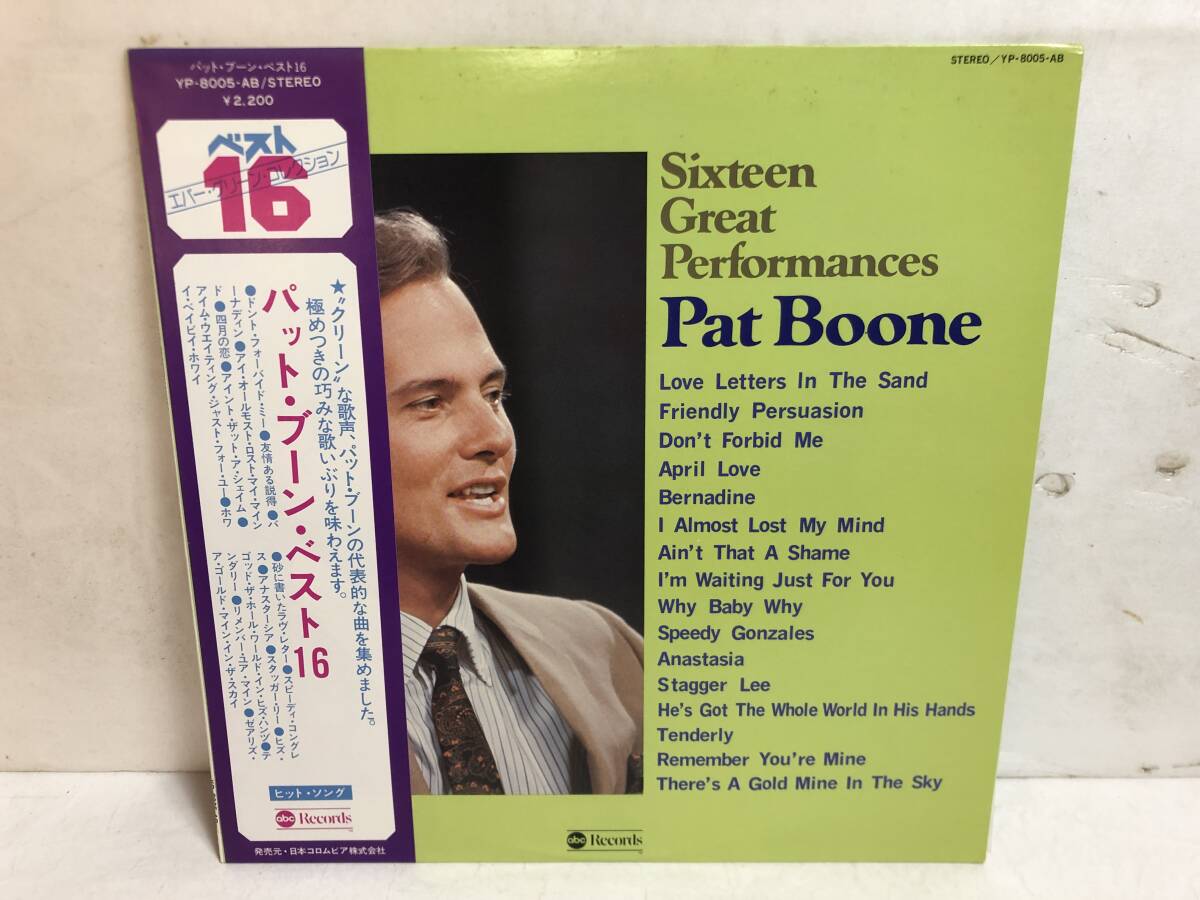 パット・ブーン・ベスト16
YP-8005-AB/STEREO
￥2,200
ベスト
16
エバー・グリーン・コレクション
★“クリーン”な歌声、パット・ブーンの代表的な曲を集めました。
極めつきの巧みな歌いぶりを味わえます。
パット・ブーン・ベスト16
●ドント・フォーバイド・ミー●友情ある説得●バ
ーナディン●アイ・オールモスト・ロスト・マイ・マイン
ド●四月の恋●アイント・ザット・ア・シェイム●
アイム・ウエイティング・ジャスト・フォー・ユー●ホワ
イ・ベイビイ・ホワイ
●砂に書いたラヴ・レター●スピーディ・ゴングレ
ス●アナスターシア●スタッガー・リー●ヒズ・
ゴッド・ザ・ホール・ワールド・イン・ヒズ・ハンヅ●テ
ンダリー●リメンバー・ユア・マイン●ゼアリズ・
ア・ゴールド・マイン・イン・ザ・スカイ
ヒット・ソング
abc Records
発売元・日本コロムビア株式会社
STEREO/YP-8005-AB
Sixteen
Great
Performances
Pat Boone
Love Letters In The Sand
Friendly Persuasion
Don't Forbid Me
April Love
Bernadine
I Almost Lost My Mind
Ain't That A Shame
I'm Waiting Just For You
Why Baby Why
Speedy Gonzales
Anastasia
Stagger Lee
He's Got The Whole World In His Hands
Tenderly
Remember You're Mine
There's A Gold Mine In The Sky
abc Records